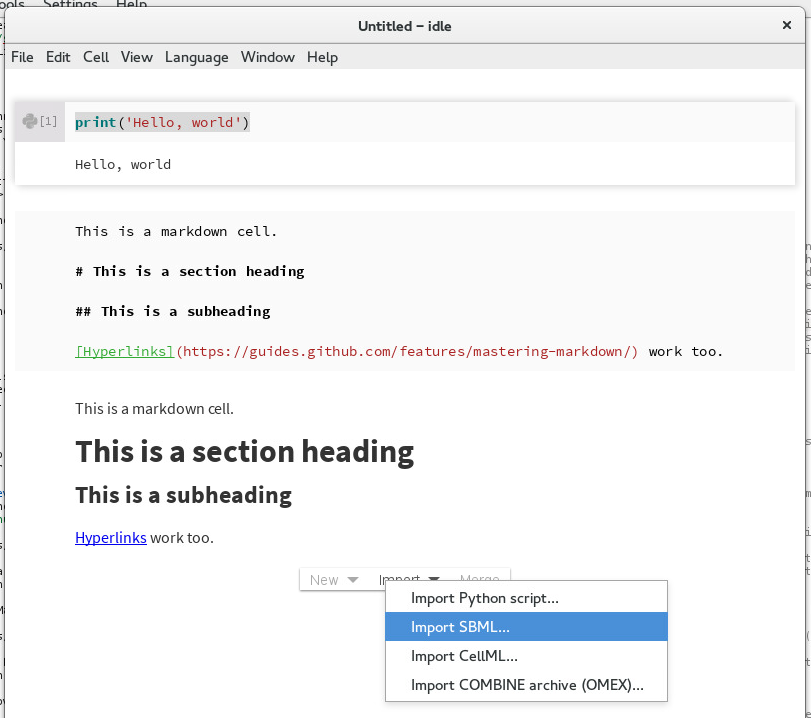 Settings Help
Untitled – idle ×
File Edit Cell View Language Window Help
[1] print('Hello, world')
Hello, world
This is a markdown cell.
# This is a section heading
## This is a subheading
[Hyperlinks](https://guides.github.com/features/mastering-markdown/) work too.
This is a markdown cell.
This is a section heading
This is a subheading
Hyperlinks work too.
New Import Merge
Import Python script...
Import SBML...
Import CellML...
Import COMBINE archive (OMEX)...